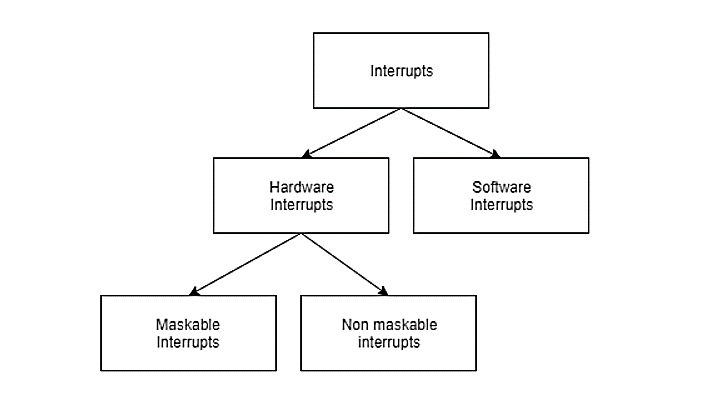 Interrupts
Hardware
Interrupts
Software
Interrupts
Maskable
Interrupts
Non maskable
interrupts